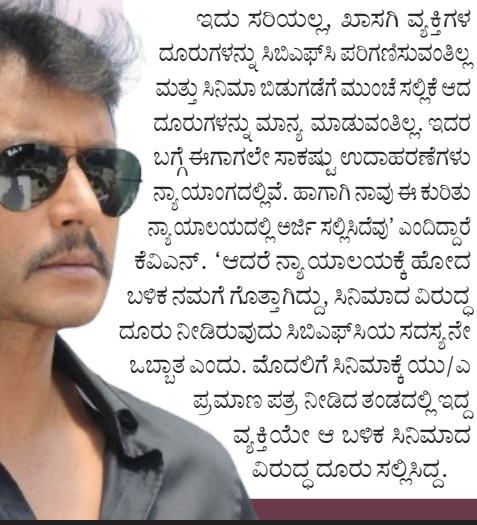 ಇದು ಸರಿಯಲ್ಲ, ಖಾಸಗಿ ವ್ಯಕ್ತಿಗಳ
ದೂರುಗಳನ್ನು ಸಿಬಿಎಫ್‌ಸಿ ಪರಿಗಣಿಸುವಂತಿಲ್ಲ
ಮತ್ತು ಸಿನಿಮಾ ಬಿಡುಗಡೆಗೆ ಮುಂಚೆ ಸಲ್ಲಿಕೆ ಆದ
ದೂರುಗಳನ್ನು ಮಾನ್ಯ ಮಾಡುವಂತಿಲ್ಲ. ಇದರ
ಬಗ್ಗೆ ಈಗಾಗಲೇ ಸಾಕಷ್ಟು ಉದಾಹರಣೆಗಳು
ನ್ಯಾಯಾಂಗದಲ್ಲಿವೆ. ಹಾಗಾಗಿ ನಾವು ಈ ಕುರಿತು
ನ್ಯಾಯಾಲಯದಲ್ಲಿ ಅರ್ಜಿ ಸಲ್ಲಿಸಿದೆವು’ ಎಂದಿದ್ದಾರೆ
ಕೆವಿಎನ್. ‘ಆದರೆ ನ್ಯಾಯಾಲಯಕ್ಕೆ ಹೋದ
ಬಳಿಕ ನಮಗೆ ಗೊತ್ತಾಗಿದ್ದು, ಸಿನಿಮಾದ ವಿರುದ್ಧ
ದೂರು ನೀಡಿರುವುದು ಸಿಬಿಎಫ್‌ಸಿಯ ಸದಸ್ಯನೇ
ಒಬ್ಬಾತ ಎಂದು. ಮೊದಲಿಗೆ ಸಿನಿಮಾಕ್ಕೆ ಯು/ಎ
ಪ್ರಮಾಣ ಪತ್ರ ನೀಡಿದ ತಂಡದಲ್ಲಿ ಇದ್ದ
ವ್ಯಕ್ತಿಯೇ ಆ ಬಳಿಕ ಸಿನಿಮಾದ
ವಿರುದ್ಧ ದೂರು ಸಲ್ಲಿಸಿದ್ದ.